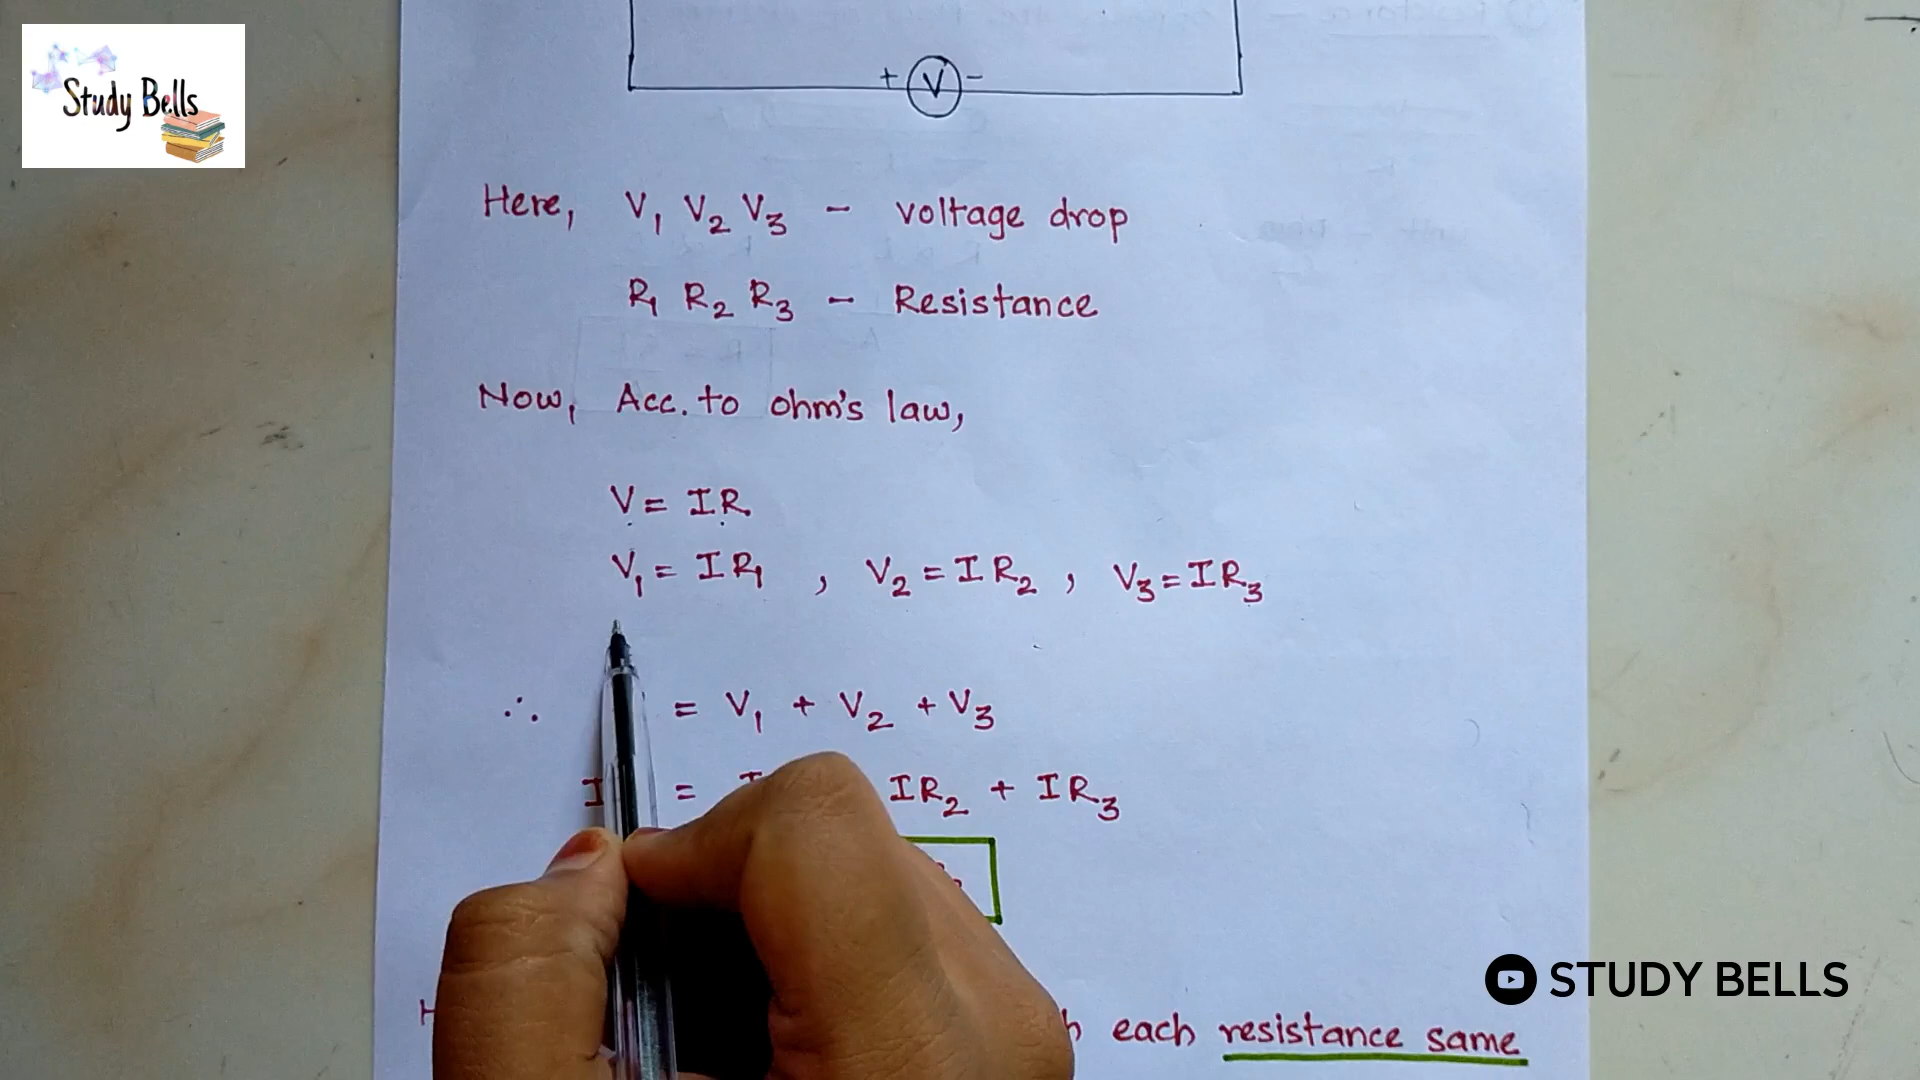 Study Bells
+ V -
Here, V₁ V₂ V₃ - voltage drop
R₁ R₂ R₃ - Resistance
Now, Acc. to ohm's law,
V = IR
V₁ = IR₁ , V₂ = IR₂ , V₃ = IR₃
∴ = V₁ + V₂ + V₃
I = IR₂ + IR₃
each resistance same
STUDY BELLS